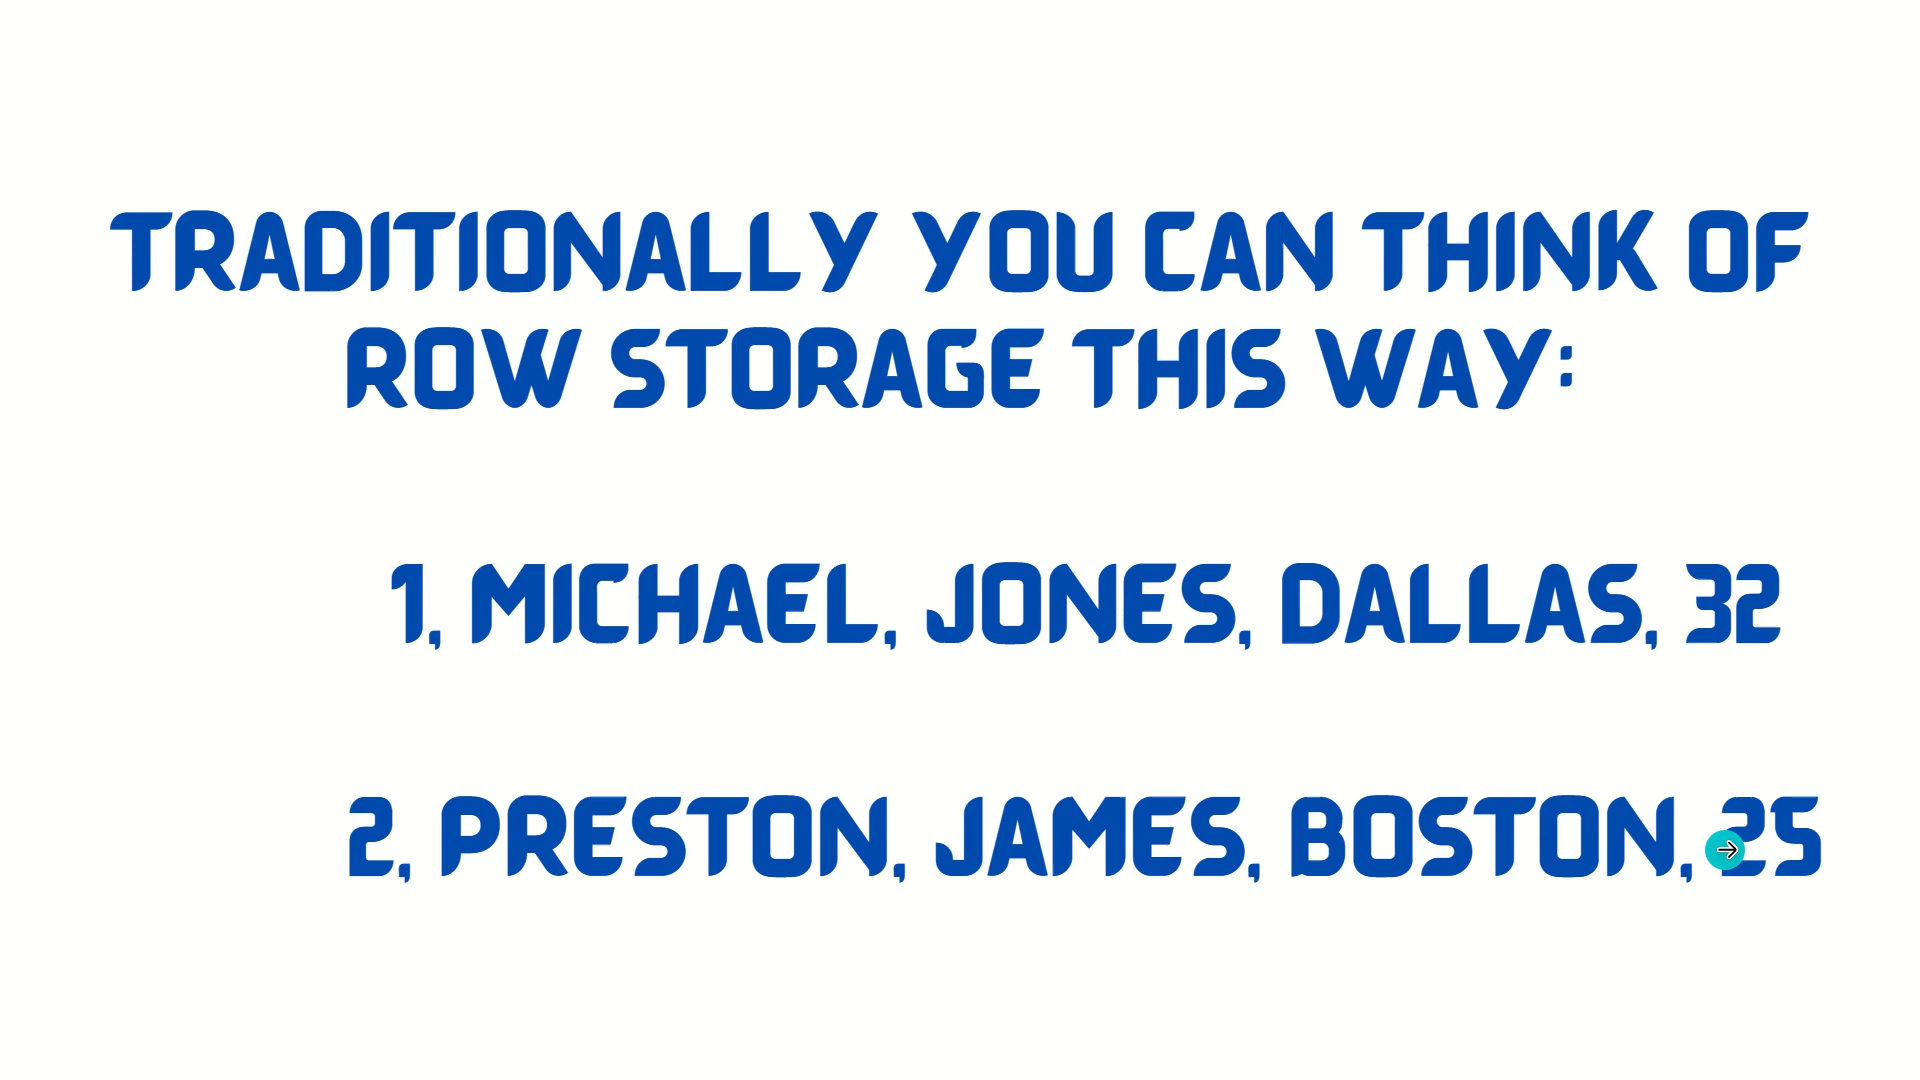 TRADITIONALLY YOU CAN THINK OF
ROW STORAGE THIS WAY:
1, MICHAEL, JONES, DALLAS, 32
2, PRESTON, JAMES, BOSTON, 25